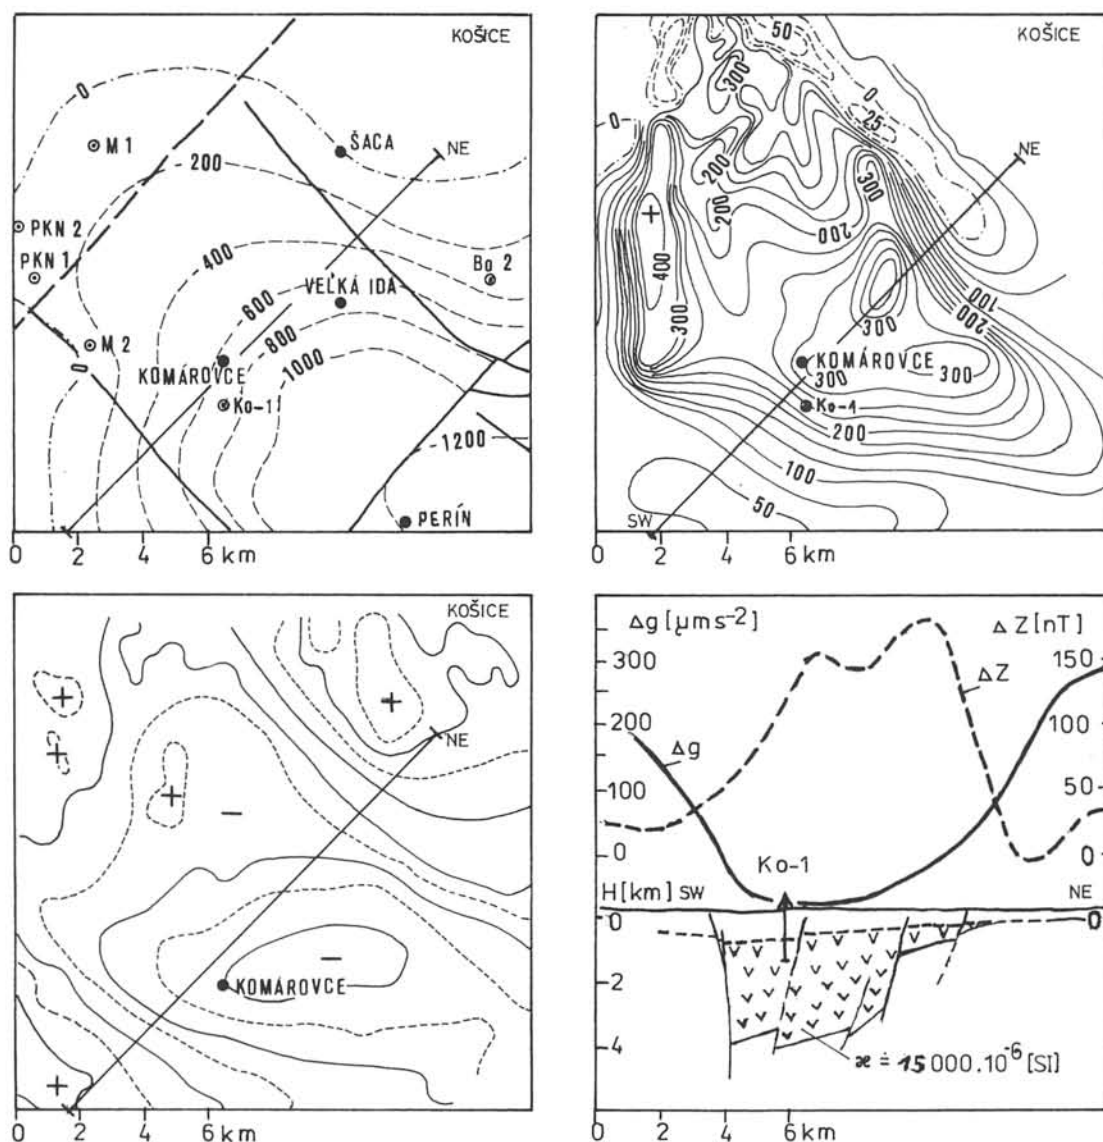 KOŠICE
0
M 1
-200
ŠACA
NE
PKN 2
PKN 1
-400
Bo 2
VEĽKÁ IDA
-600
M 2
-800
0
KOMÁROVCE
1000
Ko-1
-1200
PERÍN
0 2 4 6 km
50
KOŠICE
300
0
0
25
200
NE
300
200
+
200
400
100
300
200
300
KOMÁROVCE
300
300
Ko-1
200
100
50
SW
0 2 4 6 km
KOŠICE
+
+
+
NE
+
−
−
KOMÁROVCE
+
0 2 4 6 km
Δg [µms-2] Δ Z [nT]
300 150
ΔZ
200 100
Δg
100 50
0 0
Ko-1
H [km] SW NE
0 0
-2
-4
æ ≐ 15 000.10-6 [SI]
0 2 4 6 km